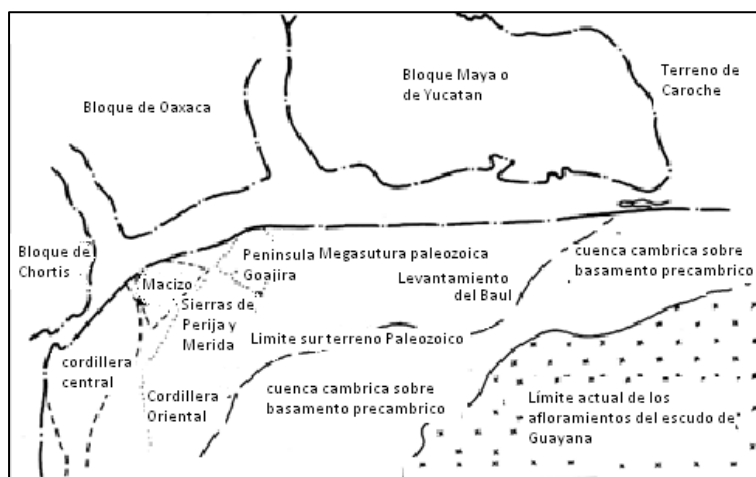 Bloque de Oaxaca
Bloque Maya o
de Yucatan
Terreno de
Caroche
Bloque de
Chortis
Peninsula
Goajira
Megasutura paleozoica
Macizo
Sierras de
Perija y
Merida
Levantamiento
del Baul
cuenca cambrica sobre
basamento precambrico
Limite sur terreno Paleozoico
cordillera
central
Cordillera
Oriental
cuenca cambrica sobre
basamento precambrico
Límite actual de los
afloramientos del escudo de
Guayana